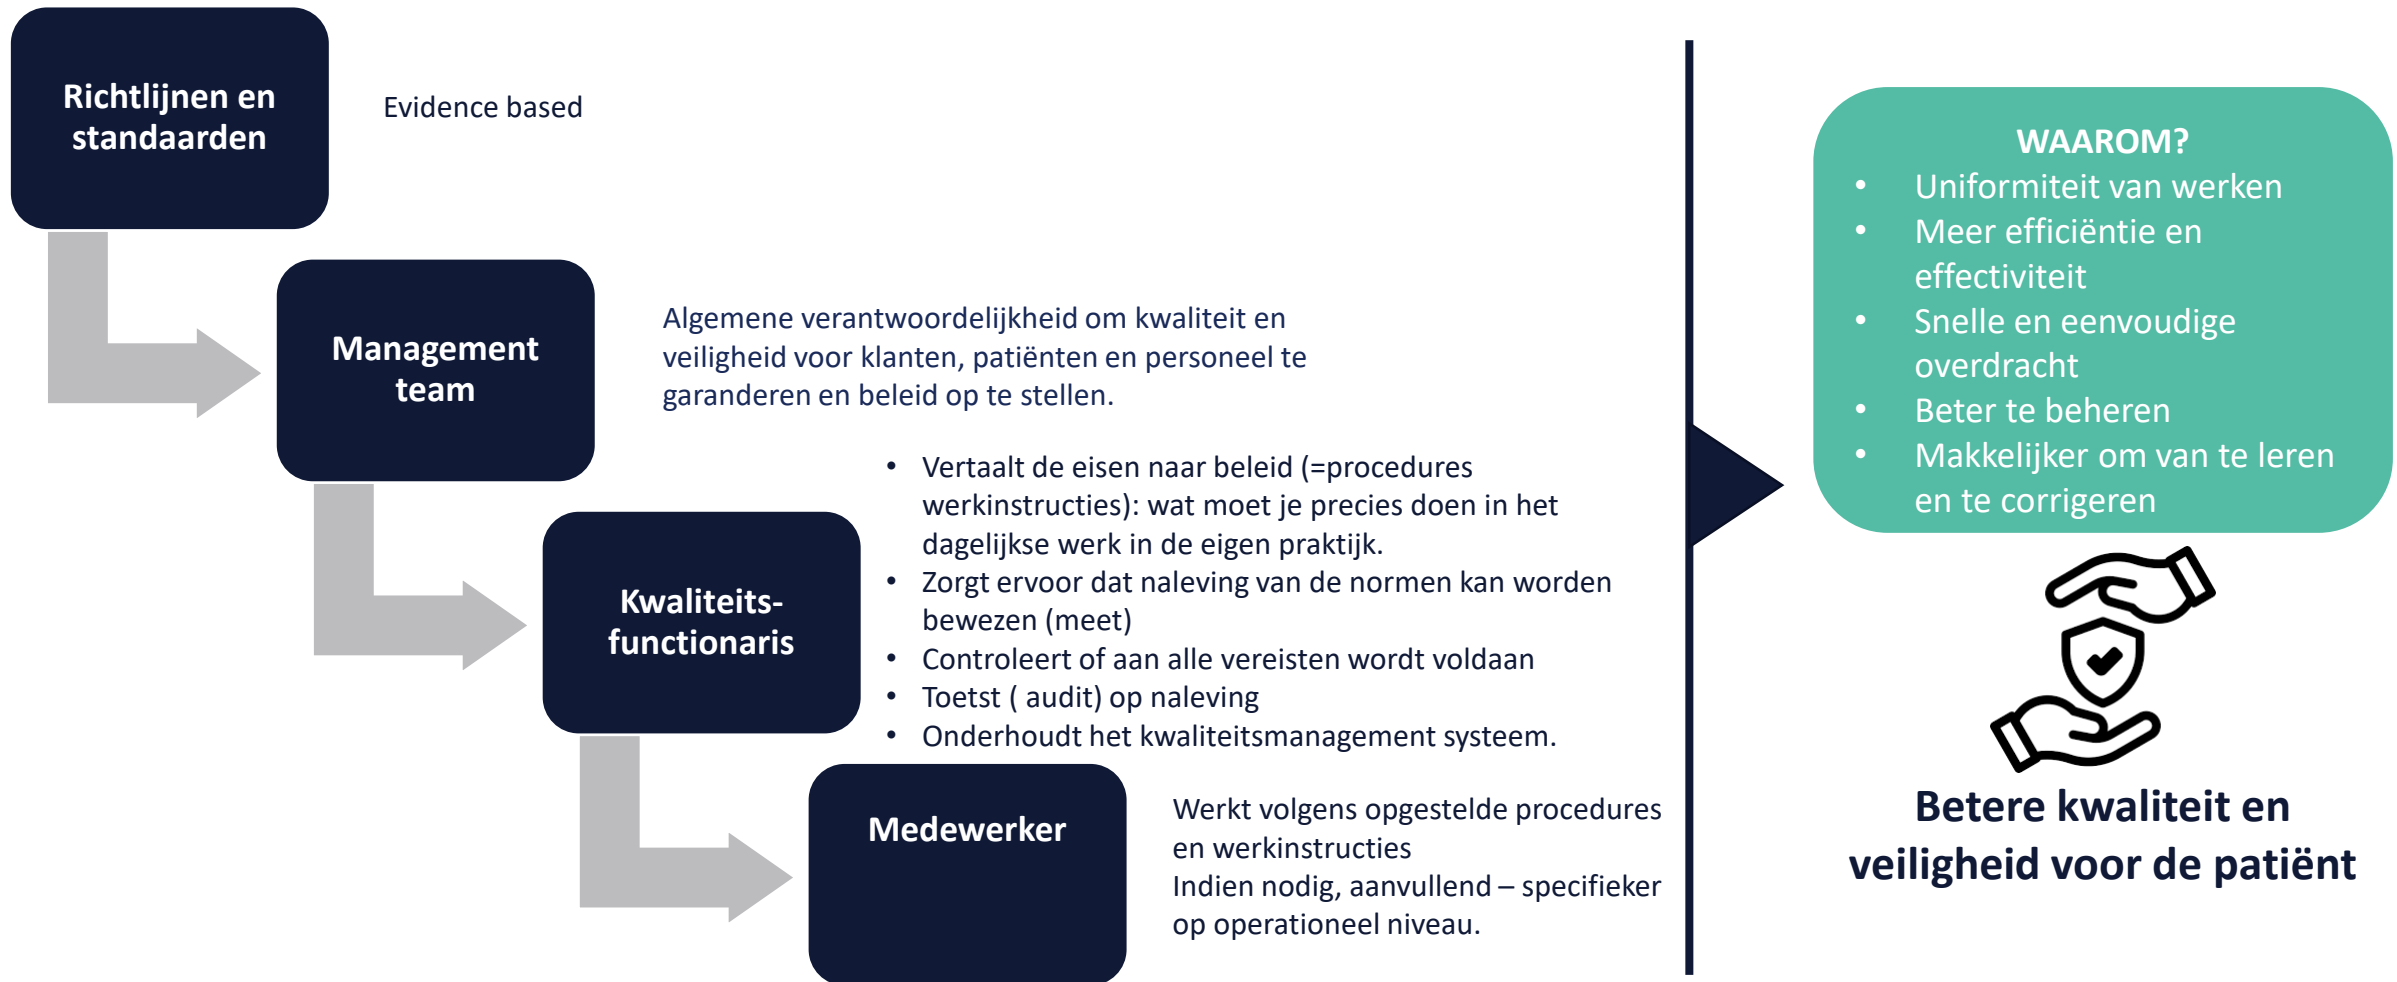 Richtlijnen en
standaarden
Evidence based
Management
team
Algemene verantwoordelijkheid om kwaliteit en
veiligheid voor klanten, patiënten en personeel te
garanderen en beleid op te stellen.
Kwaliteits-
functionaris
• Vertaalt de eisen naar beleid (=procedures
werkinstructies): wat moet je precies doen in het
dagelijkse werk in de eigen praktijk.
• Zorgt ervoor dat naleving van de normen kan worden
bewezen (meet)
• Controleert of aan alle vereisten wordt voldaan
• Toetst ( audit) op naleving
• Onderhoudt het kwaliteitsmanagement systeem.
Medewerker
Werkt volgens opgestelde procedures
en werkinstructies
Indien nodig, aanvullend – specifieker
op operationeel niveau.
WAAROM?
• Uniformiteit van werken
• Meer efficiëntie en
effectiviteit
• Snelle en eenvoudige
overdracht
• Beter te beheren
• Makkelijker om van te leren
en te corrigeren
Betere kwaliteit en
veiligheid voor de patiënt